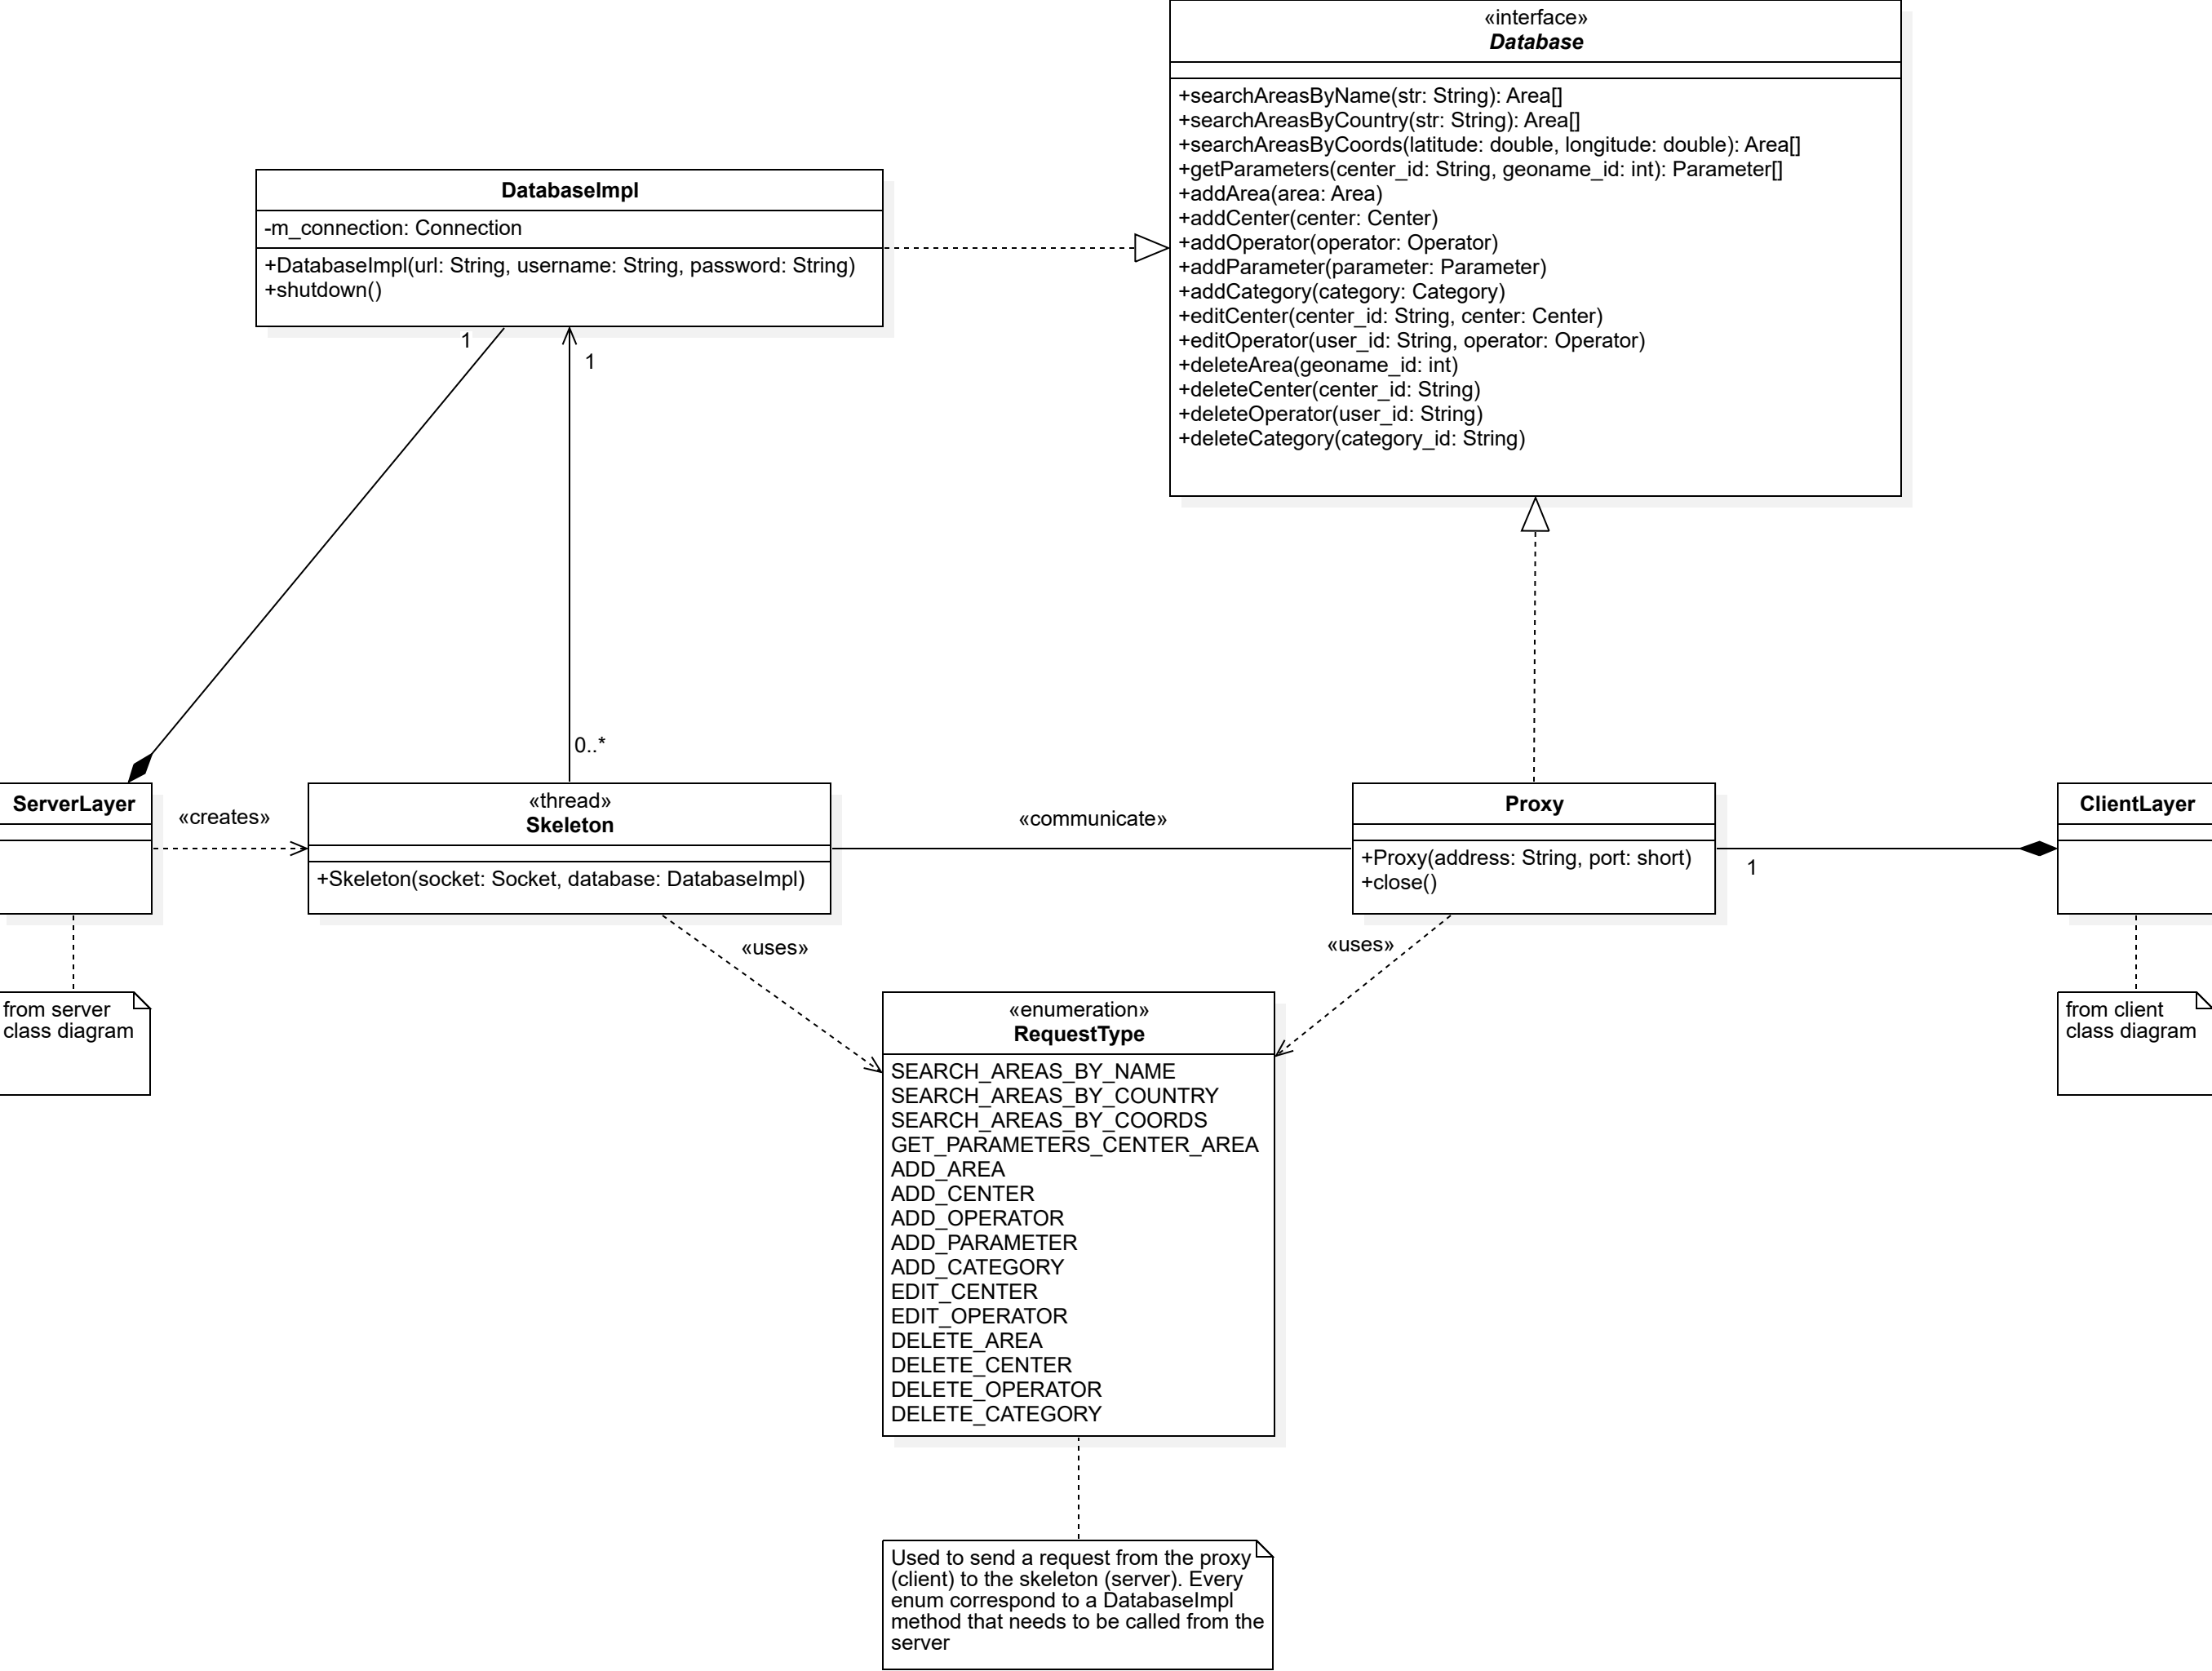 «interface»
Database
+searchAreasByName(str: String): Area[]
+searchAreasByCountry(str: String): Area[]
+searchAreasByCoords(latitude: double, longitude: double): Area[]
+getParameters(center_id: String, geoname_id: int): Parameter[]
+addArea(area: Area)
+addCenter(center: Center)
+addOperator(operator: Operator)
+addParameter(parameter: Parameter)
+addCategory(category: Category)
+editCenter(center_id: String, center: Center)
+editOperator(user_id: String, operator: Operator)
+deleteArea(geoname_id: int)
+deleteCenter(center_id: String)
+deleteOperator(user_id: String)
+deleteCategory(category_id: String)
DatabaseImpl
-m_connection: Connection
+DatabaseImpl(url: String, username: String, password: String)
+shutdown()
1
1
0..*
ServerLayer
«creates»
«thread»
Skeleton
+Skeleton(socket: Socket, database: DatabaseImpl)
«communicate»
Proxy
+Proxy(address: String, port: short)
+close()
1
ClientLayer
from server
class diagram
«uses»
«uses»
from client
class diagram
«enumeration»
RequestType
SEARCH_AREAS_BY_NAME
SEARCH_AREAS_BY_COUNTRY
SEARCH_AREAS_BY_COORDS
GET_PARAMETERS_CENTER_AREA
ADD_AREA
ADD_CENTER
ADD_OPERATOR
ADD_PARAMETER
ADD_CATEGORY
EDIT_CENTER
EDIT_OPERATOR
DELETE_AREA
DELETE_CENTER
DELETE_OPERATOR
DELETE_CATEGORY
Used to send a request from the proxy
(client) to the skeleton (server). Every
enum correspond to a DatabaseImpl
method that needs to be called from the
server